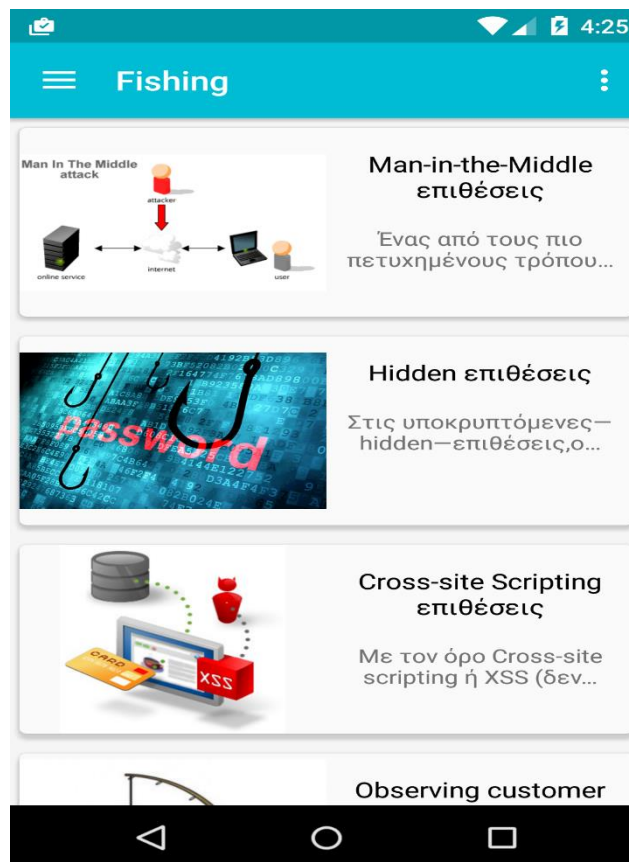 4:25
Fishing
Man In The Middle
attack
attacker
online service
internet
user
Man-in-the-Middle
επιθέσεις
Ένας από τους πιο
πετυχημένους τρόπου...
password
Hidden επιθέσεις
Στις υποκρυπτόμενες—
hidden—επιθέσεις,ο...
CARD
XSS
Cross-site Scripting
επιθέσεις
Με τον όρο Cross-site
scripting ή XSS (δεν...
Observing customer